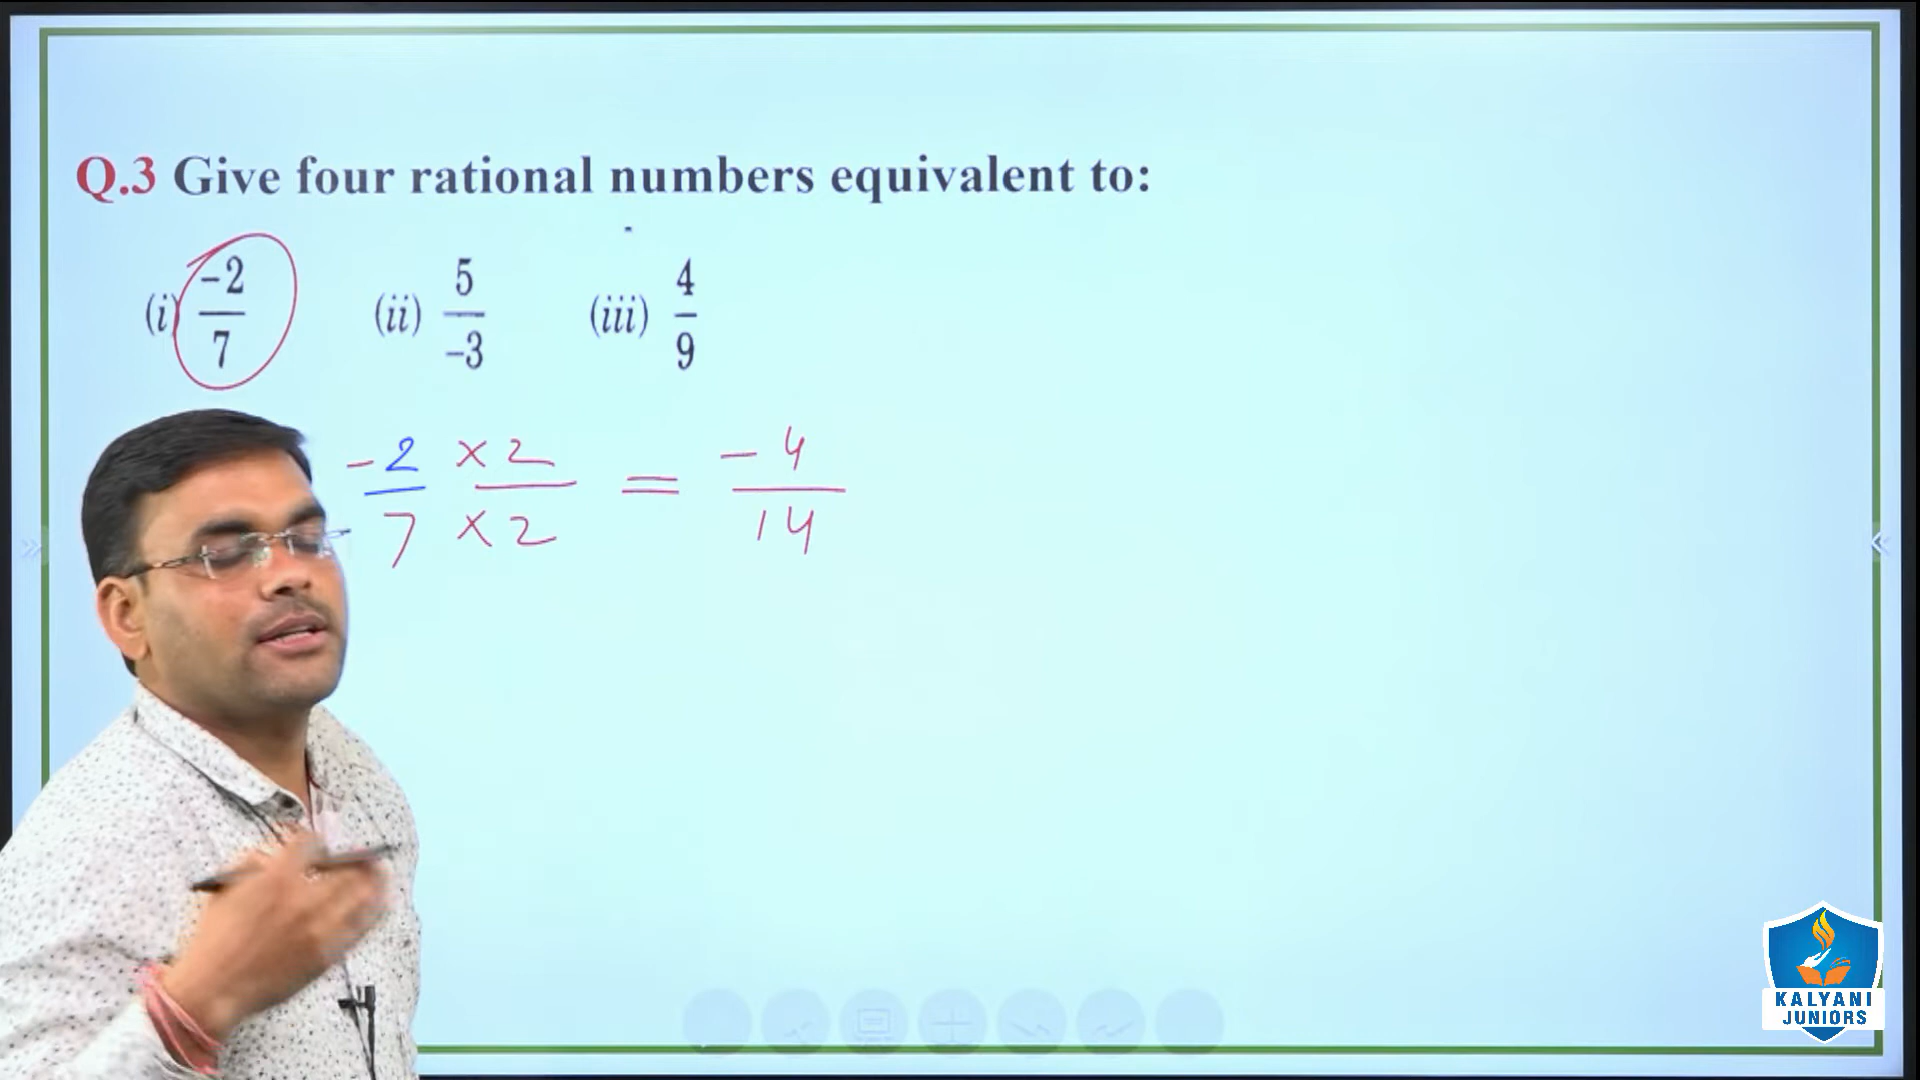 Q.3 Give four rational numbers equivalent to:
(i) -2/7 (ii) 5/-3 (iii) 4/9
-2 ×2 / 7 ×2 = -4/14
KALYANI
JUNIORS